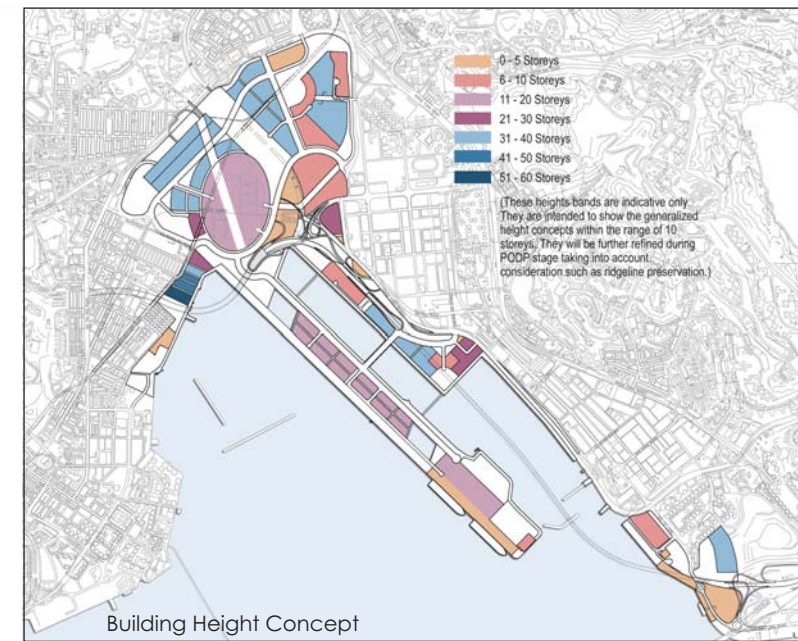 0 - 5 Storeys
6 - 10 Storeys
11 - 20 Storeys
21 - 30 Storeys
31 - 40 Storeys
41 - 50 Storeys
51 - 60 Storeys
(These heights bands are indicative only.
They are intended to show the generalized
height concepts within the range of 10
storeys. They will be further refined during
PODP stage taking into account
consideration such as ridgeline preservation.)
Building Height Concept